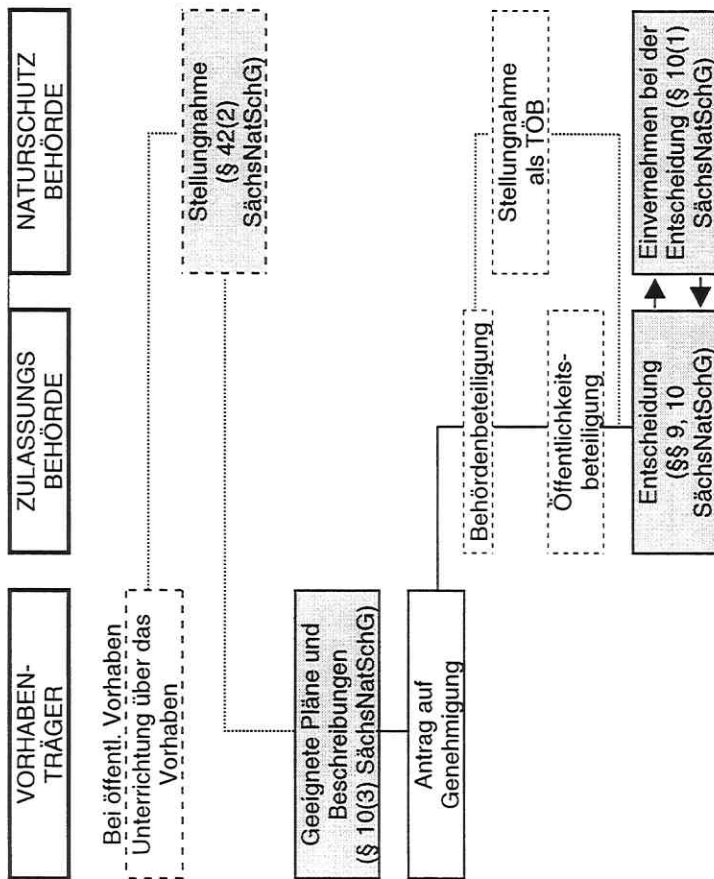 VORHABEN-
TRÄGER
ZULASSUNGS
BEHÖRDE
NATURSCHUTZ
BEHÖRDE
Bei öffentl. Vorhaben
Unterrichtung über das
Vorhaben
Stellungnahme
(§ 42(2)
SächsNatSchG)
Geeignete Pläne und
Beschreibungen
(§ 10(3) SächsNatSchG)
Antrag auf
Genehmigung
Behördenbeteiligung
Stellungnahme
als TÖB
Öffentlichkeits-
beteiligung
Entscheidung
(§§ 9, 10
SächsNatSchG)
Einvernehmen bei der
Entscheidung (§ 10(1)
SächsNatSchG)